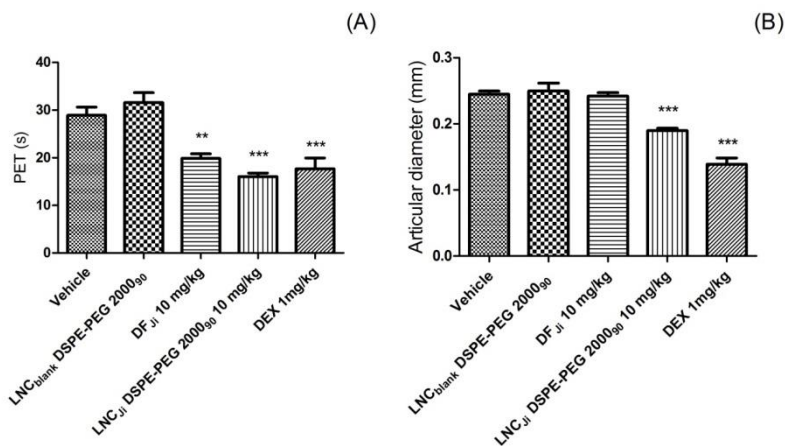 (A)
PET (s)
40
30
20
10
0
**
***
***
Vehicle
LNCblank DSPE-PEG 200090
DFJi 10 mg/kg
LNCJi DSPE-PEG 200090 10 mg/kg
DEX 1mg/kg
(B)
Articular diameter (mm)
0.3
0.2
0.1
0.0
***
***
Vehicle
LNCblank DSPE-PEG 200090
DFJi 10 mg/kg
LNCJi DSPE-PEG 200090 10 mg/kg
DEX 1mg/kg